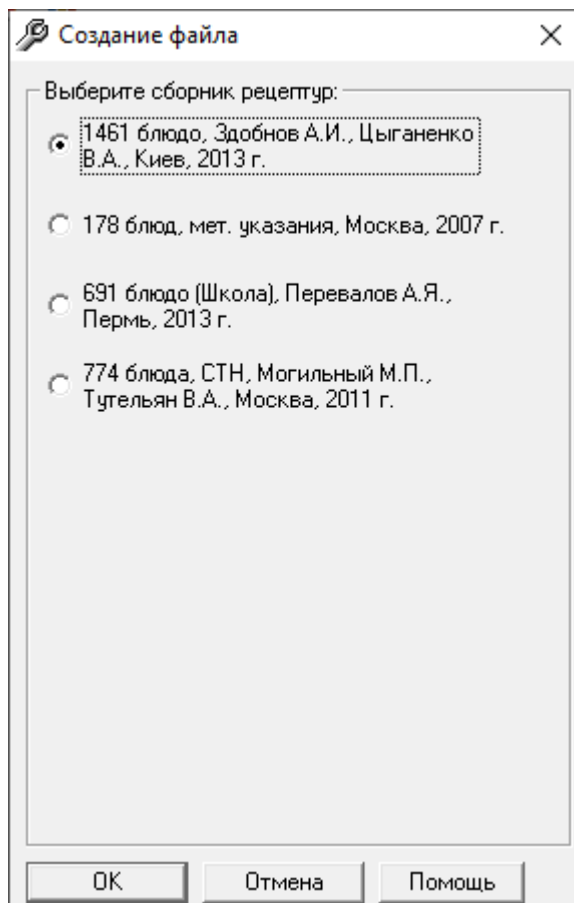 Создание файла
Выберите сборник рецептур:
1461 блюдо, Здобнов А.И., Цыганенко
В.А., Киев, 2013 г.
178 блюд, мет. указания, Москва, 2007 г.
691 блюдо (Школа), Перевалов А.Я.,
Пермь, 2013 г.
774 блюда, СТН, Могильный М.П.,
Тутельян В.А., Москва, 2011 г.
ОК
Отмена
Помощь